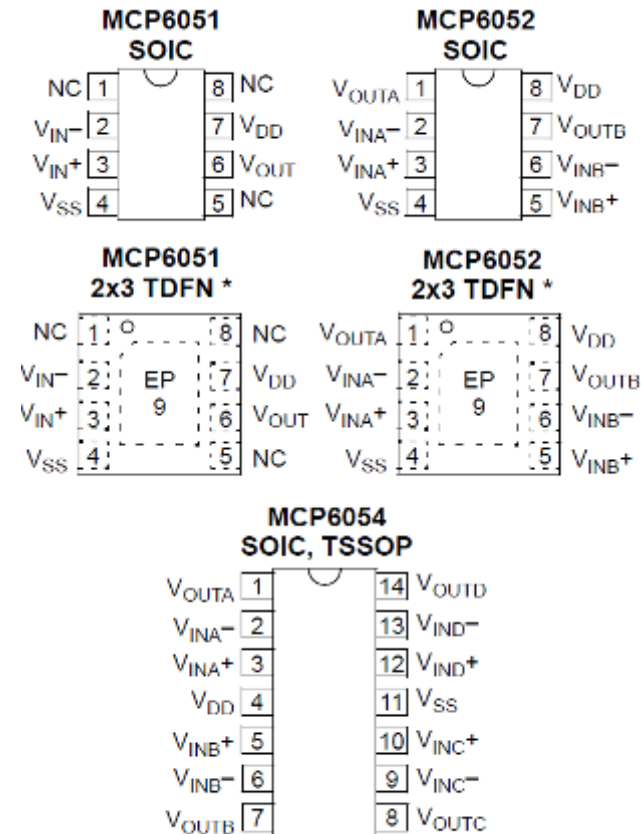 MCP6051 MCP6052
SOIC SOIC
NC 1 8 NC VOUTA 1 8 VDD
VIN– 2 7 VDD VINA– 2 7 VOUTB
VIN+ 3 6 VOUT VINA+ 3 6 VINB–
VSS 4 5 NC VSS 4 5 VINB+
MCP6051 MCP6052
2x3 TDFN * 2x3 TDFN *
NC 1 8 NC VOUTA 1 8 VDD
VIN– 2 EP 7 VDD VINA– 2 EP 7 VOUTB
VIN+ 3 9 6 VOUT VINA+ 3 9 6 VINB–
VSS 4 5 NC VSS 4 5 VINB+
MCP6054
SOIC, TSSOP
VOUTA 1 14 VOUTD
VINA– 2 13 VIND–
VINA+ 3 12 VIND+
VDD 4 11 VSS
VINB+ 5 10 VINC+
VINB– 6 9 VINC–
VOUTB 7 8 VOUTC